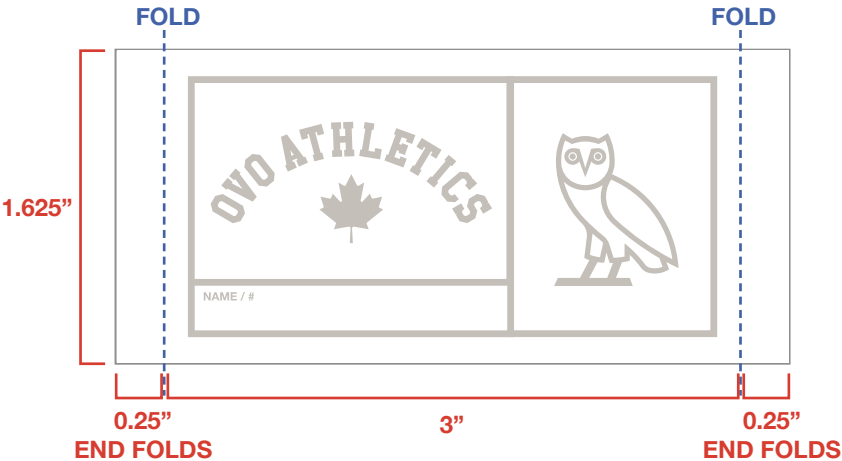 FOLD
FOLD
OVO ATHLETICS
1.625”
NAME / #
0.25”
END FOLDS
3”
0.25”
END FOLDS